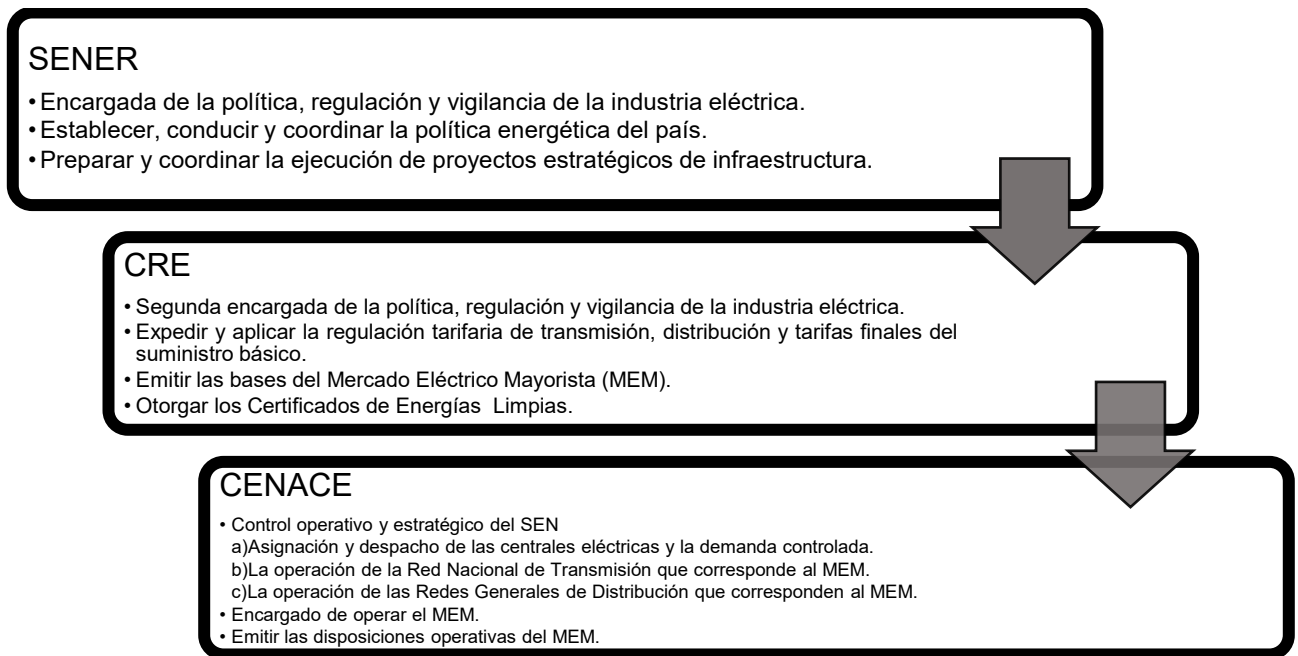 SENER
•Encargada de la política, regulación y vigilancia de la industria eléctrica.
•Establecer, conducir y coordinar la política energética del país.
•Preparar y coordinar la ejecución de proyectos estratégicos de infraestructura.
CRE
• Segunda encargada de la política, regulación y vigilancia de la industria eléctrica.
• Expedir y aplicar la regulación tarifaria de transmisión, distribución y tarifas finales del
suministro básico.
• Emitir las bases del Mercado Eléctrico Mayorista (MEM).
• Otorgar los Certificados de Energías  Limpias.
CENACE
• Control operativo y estratégico del SEN
a)Asignación y despacho de las centrales eléctricas y la demanda controlada.
b)La operación de la Red Nacional de Transmisión que corresponde al MEM.
c)La operación de las Redes Generales de Distribución que corresponden al MEM.
• Encargado de operar el MEM.
• Emitir las disposiciones operativas del MEM.